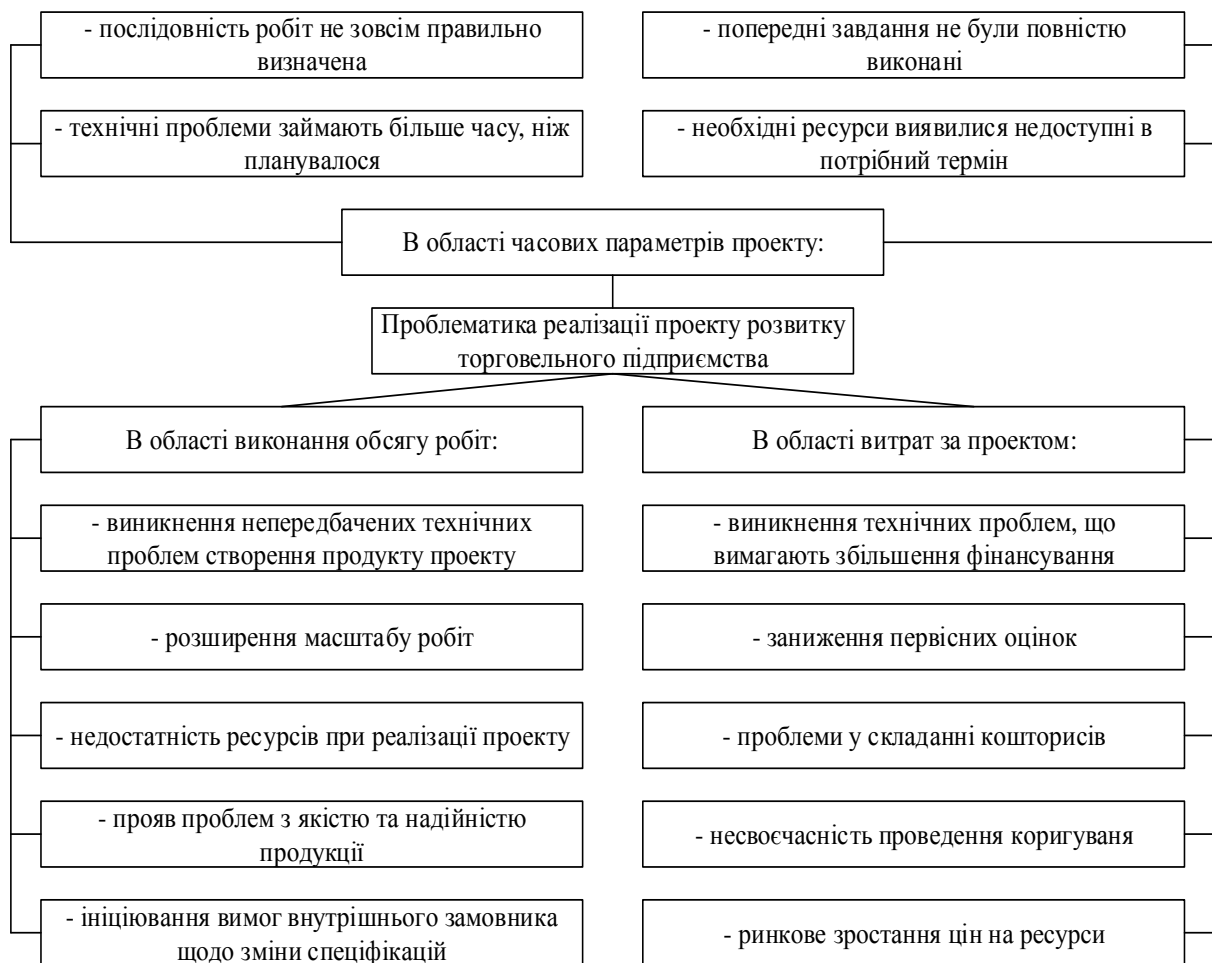 - послідовність робіт не зовсім правильно
визначена
- попередні завдання не були повністю
виконані
- технічні проблеми займають більше часу, ніж
планувалося
- необхідні ресурси виявилися недоступні в
потрібний термін
В області часових параметрів проекту:
Проблематика реалізації проекту розвитку
торговельного підприємства
В області виконання обсягу робіт:
В області витрат за проектом:
- виникнення непередбачених технічних
проблем створення продукту проекту
- виникнення технічних проблем, що
вимагають збільшення фінансування
- розширення масштабу робіт
- заниження первісних оцінок
- недостатність ресурсів при реалізації проекту
- проблеми у складанні кошторисів
- прояв проблем з якістю та надійністю
продукції
- несвоєчасність проведення коригуваня
- ініціювання вимог внутрішнього замовника
щодо зміни специфікацій
- ринкове зростання цін на ресурси